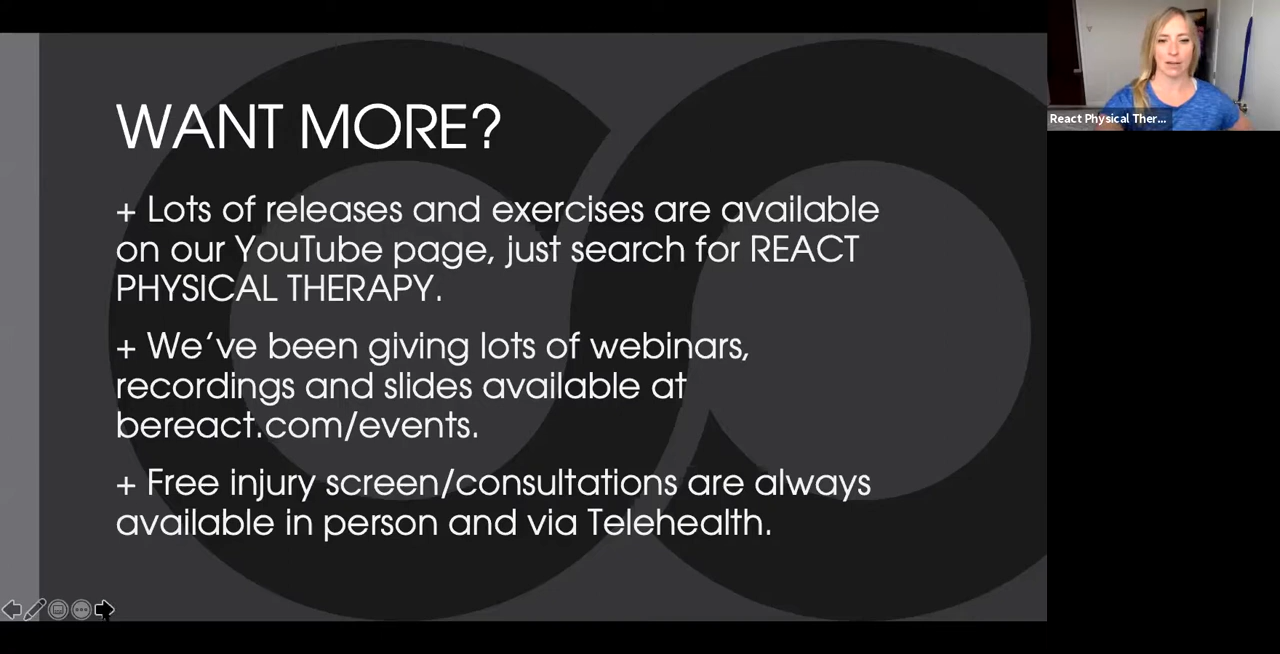 WANT MORE?
+ Lots of releases and exercises are available
on our YouTube page, just search for REACT
PHYSICAL THERAPY.
+ We’ve been giving lots of webinars,
recordings and slides available at
bereact.com/events.
+ Free injury screen/consultations are always
available in person and via Telehealth.
React Physical Ther...